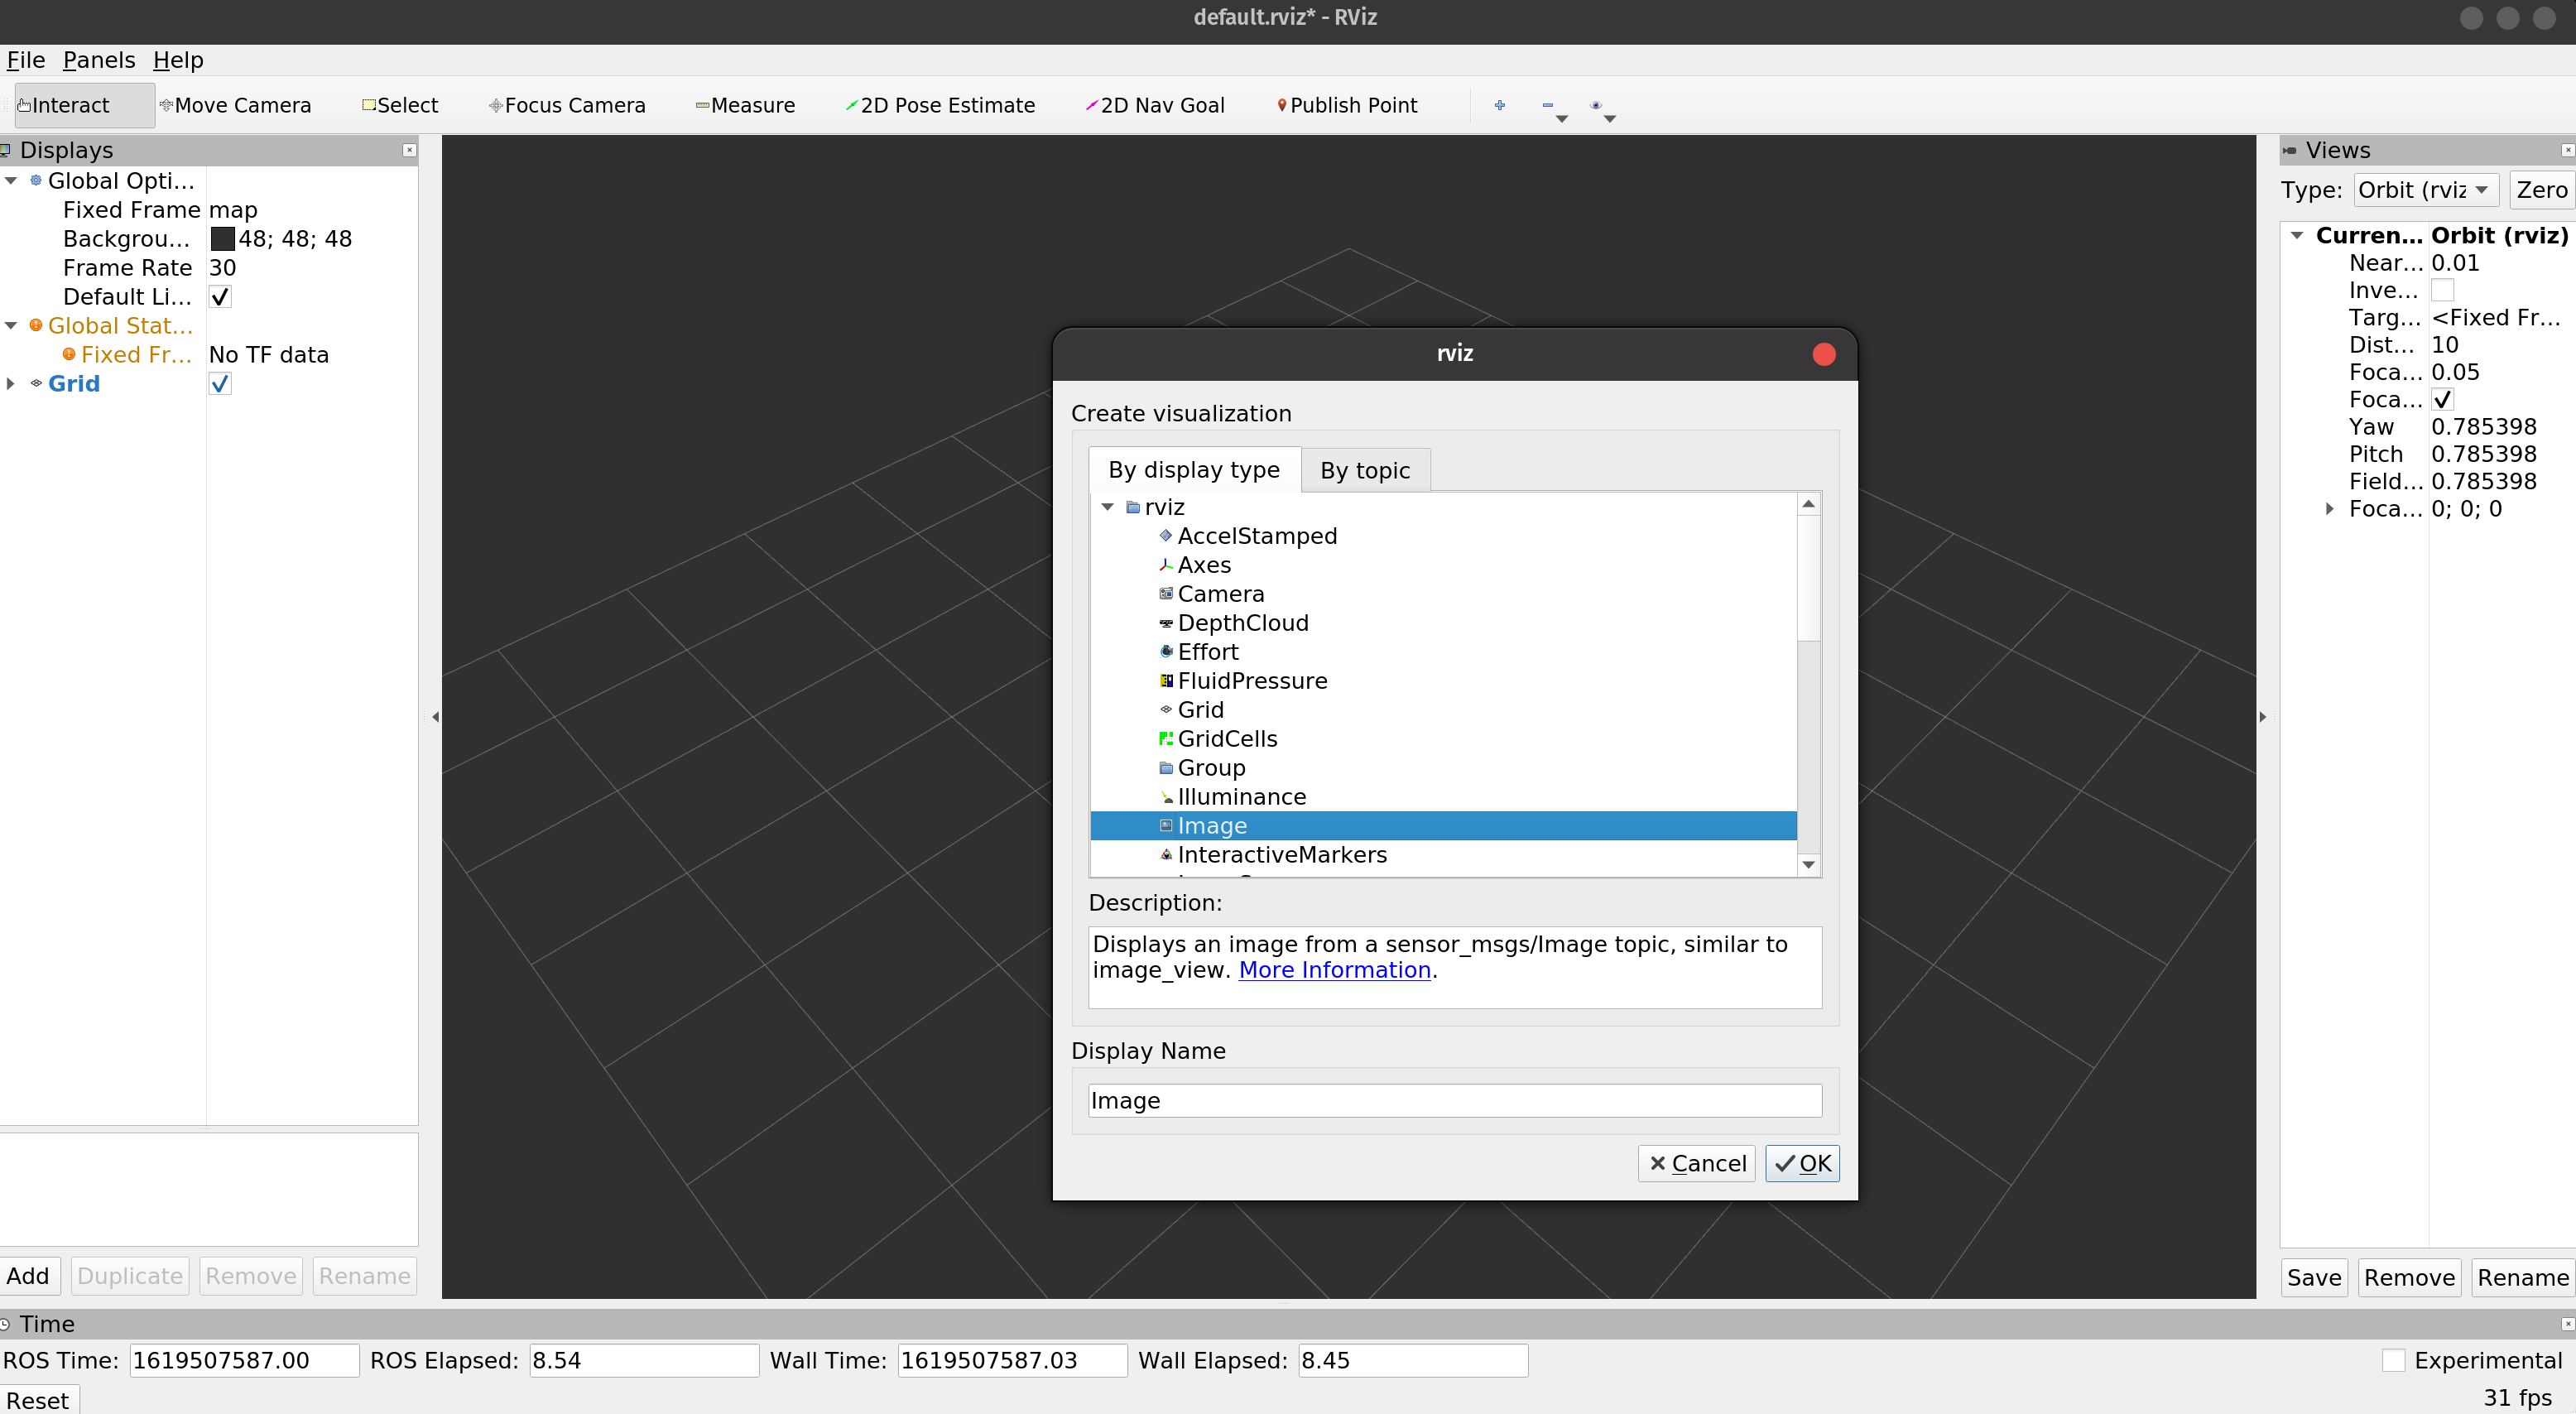 default.rviz* - RViz
File Panels Help
Interact Move Camera Select Focus Camera Measure 2D Pose Estimate 2D Nav Goal Publish Point
Displays
Global Opti...
Fixed Frame map
Backgrou... 48; 48; 48
Frame Rate 30
Default Li...
Global Stat...
Fixed Fr... No TF data
Grid
Add Duplicate Remove Rename
rviz
Create visualization
By display type By topic
rviz
AccelStamped
Axes
Camera
DepthCloud
Effort
FluidPressure
Grid
GridCells
Group
Illuminance
Image
InteractiveMarkers
Description:
Displays an image from a sensor_msgs/Image topic, similar to
image_view. More Information.
Display Name
Image
Cancel OK
Views
Type: Orbit (rviz Zero
Curren... Orbit (rviz)
Near... 0.01
Inve...
Targ... <Fixed Fr...
Dist... 10
Foca... 0.05
Foca...
Yaw 0.785398
Pitch 0.785398
Field... 0.785398
Foca... 0; 0; 0
Save Remove Rename
Time
ROS Time: 1619507587.00 ROS Elapsed: 8.54 Wall Time: 1619507587.03 Wall Elapsed: 8.45 Experimental
Reset 31 fps